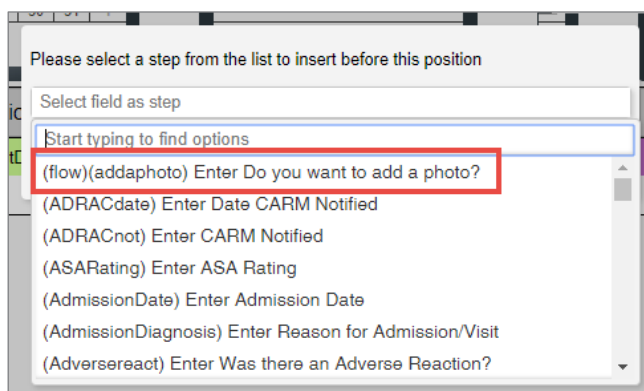 Please select a step from the list to insert before this position
Select field as step
Start typing to find options
(flow)(addaphoto) Enter Do you want to add a photo?
(ADRACdate) Enter Date CARM Notified
(ADRACnot) Enter CARM Notified
(ASARating) Enter ASA Rating
(AdmissionDate) Enter Admission Date
(AdmissionDiagnosis) Enter Reason for Admission/Visit
(Adversereact) Enter Was there an Adverse Reaction?